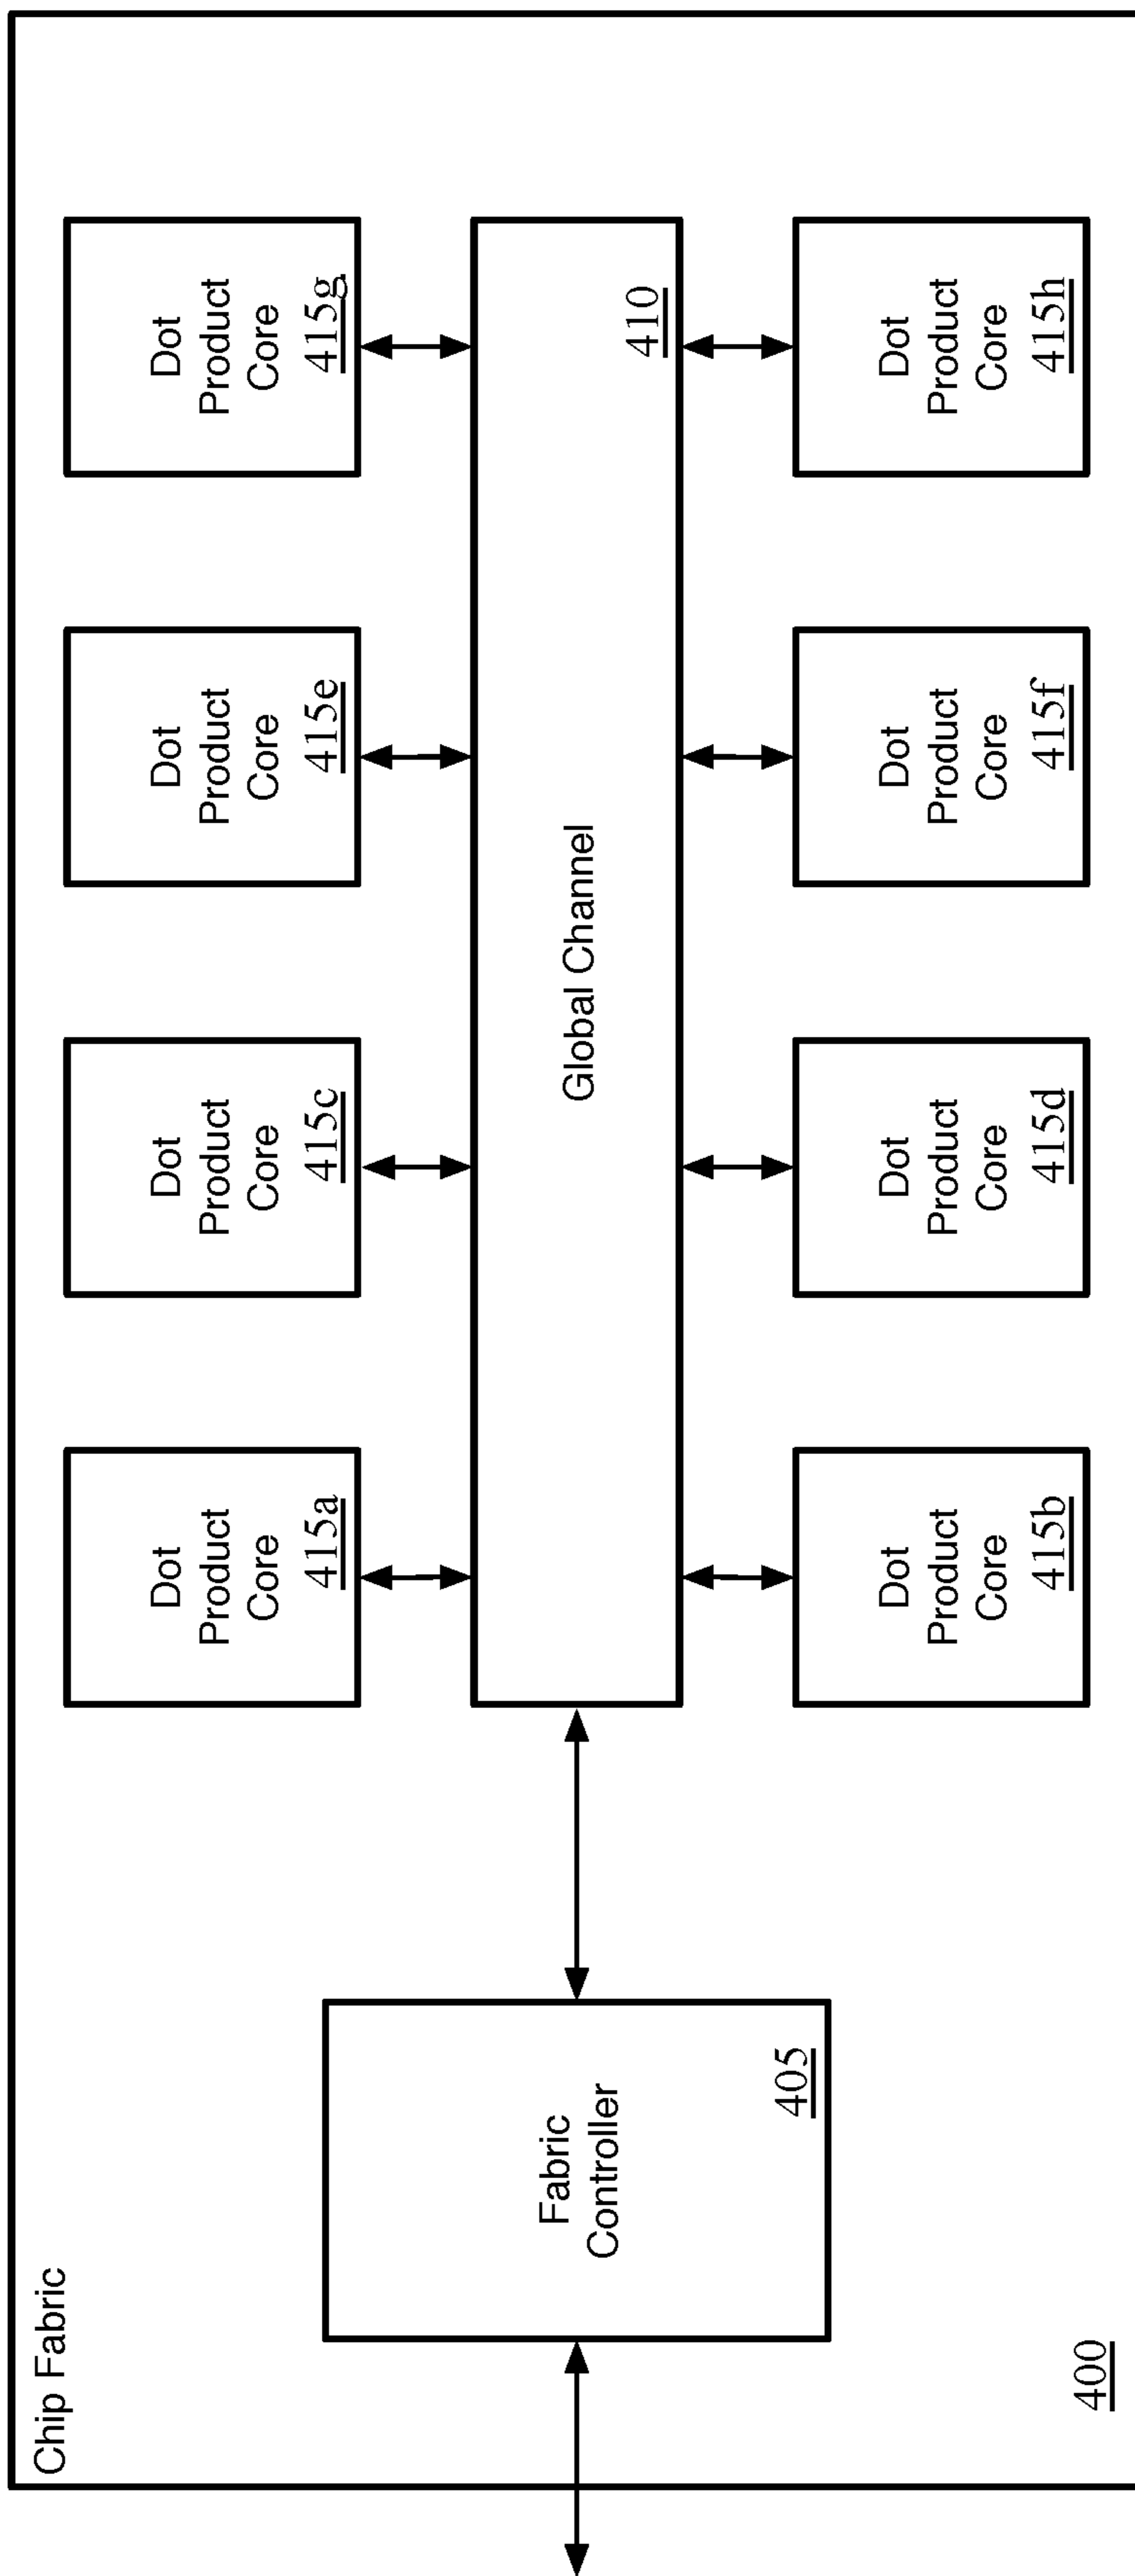 Chip Fabric
Dot
Product
Core
415a
Dot
Product
Core
415c
Dot
Product
Core
415e
Dot
Product
Core
415g
Fabric
Controller
405
Global Channel
410
Dot
Product
Core
415b
Dot
Product
Core
415d
Dot
Product
Core
415f
Dot
Product
Core
415h
400